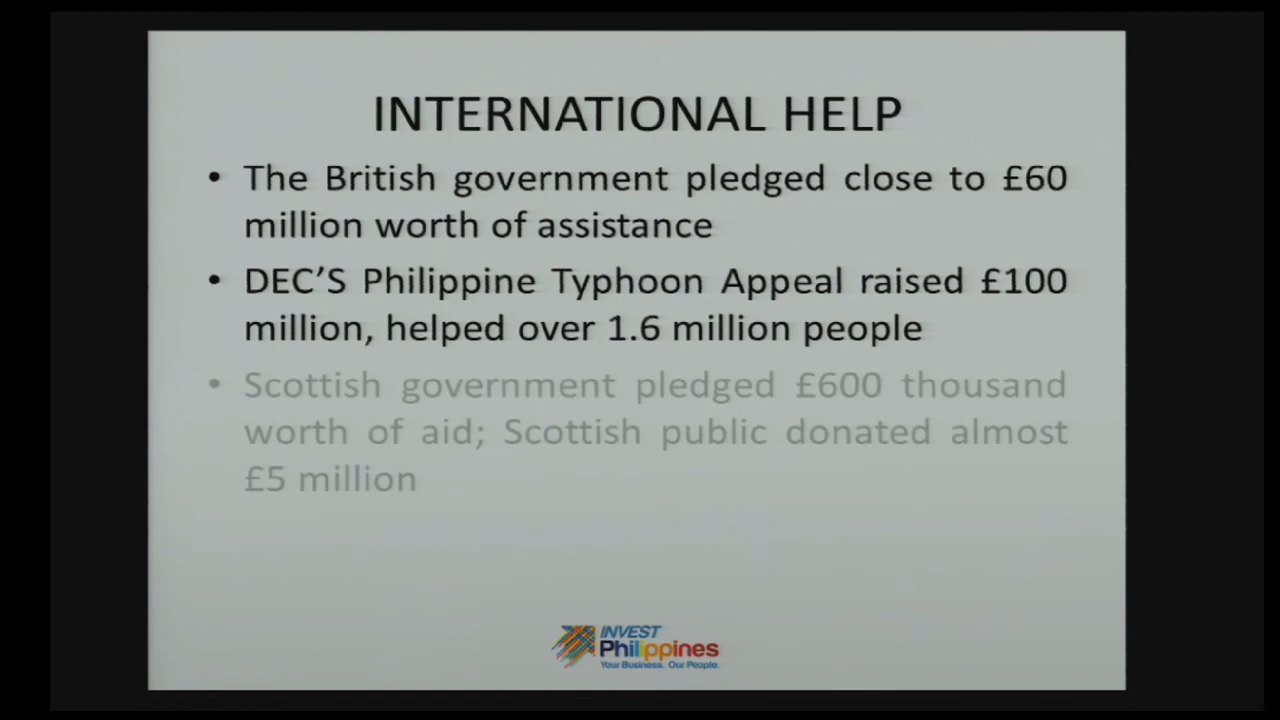 INTERNATIONAL HELP
• The British government pledged close to £60
million worth of assistance
• DEC’S Philippine Typhoon Appeal raised £100
million, helped over 1.6 million people
• Scottish government pledged £600 thousand
worth of aid; Scottish public donated almost
£5 million
INVEST
Philippines
Your Business. Our People.